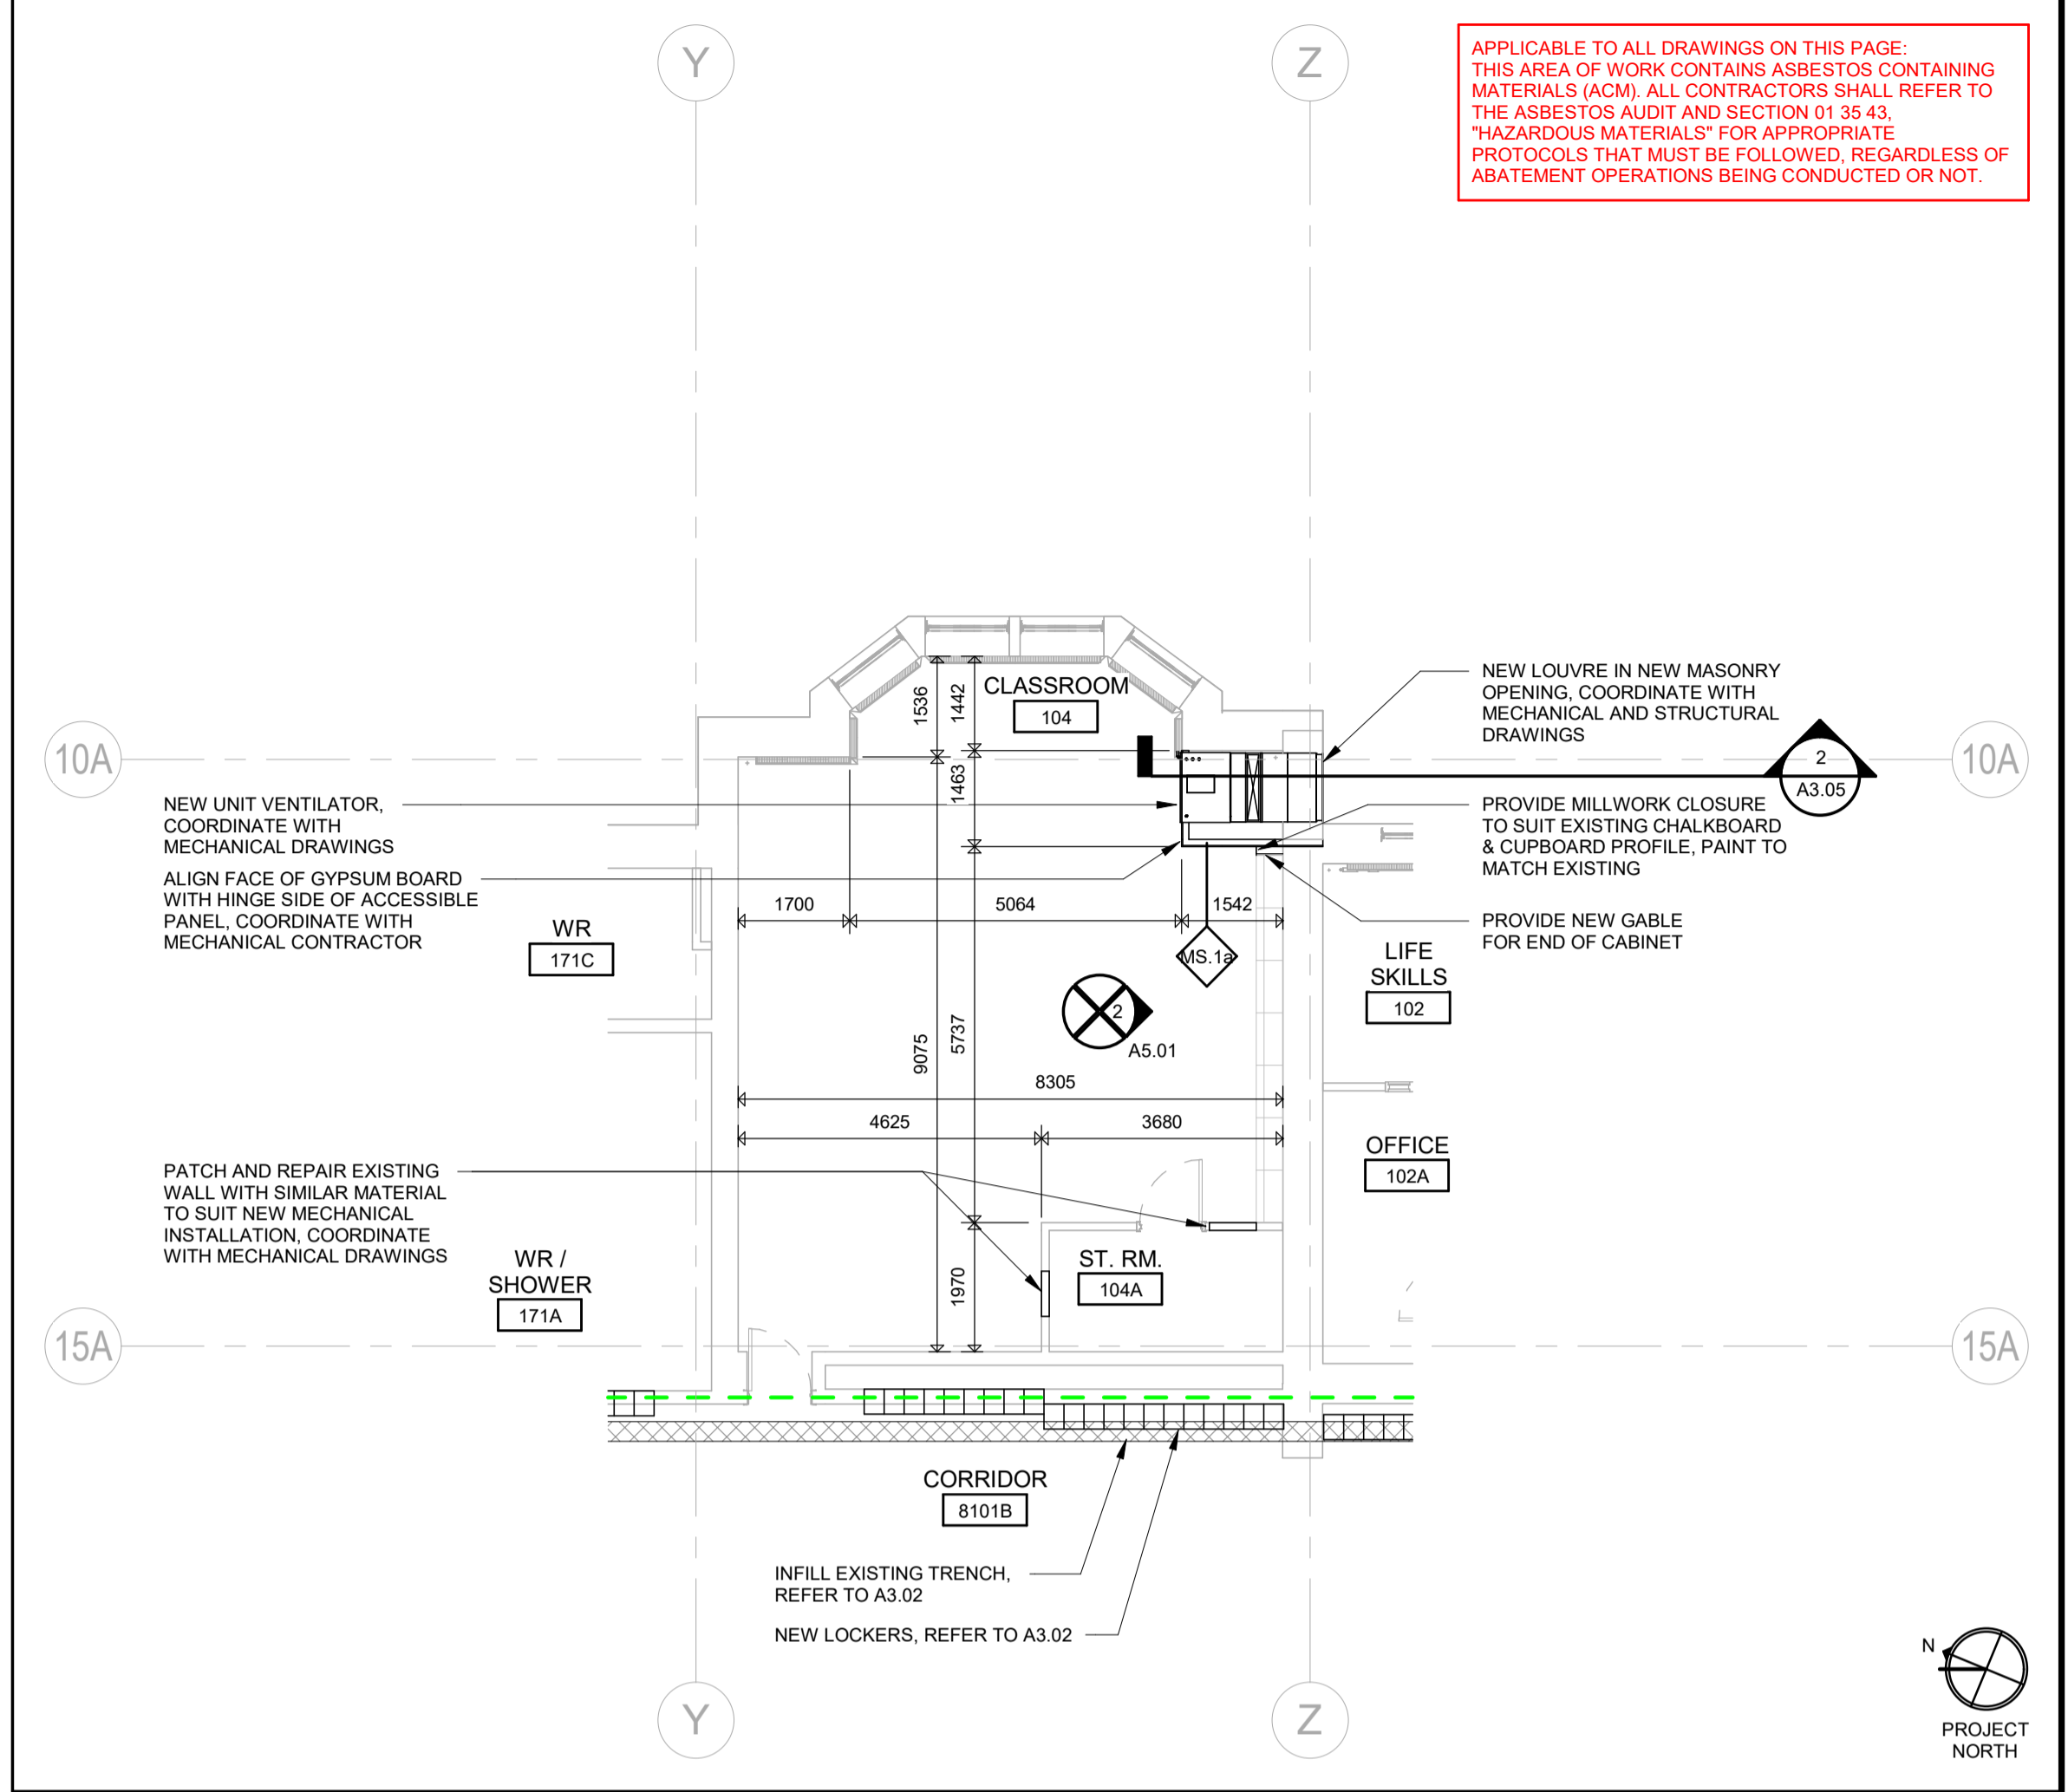 Y
Z
APPLICABLE TO ALL DRAWINGS ON THIS PAGE:
THIS AREA OF WORK CONTAINS ASBESTOS CONTAINING
MATERIALS (ACM). ALL CONTRACTORS SHALL REFER TO
THE ASBESTOS AUDIT AND SECTION 01 35 43,
"HAZARDOUS MATERIALS" FOR APPROPRIATE
PROTOCOLS THAT MUST BE FOLLOWED, REGARDLESS OF
ABATEMENT OPERATIONS BEING CONDUCTED OR NOT.
CLASSROOM
104
1536
1442
1463
NEW LOUVRE IN NEW MASONRY
OPENING, COORDINATE WITH
MECHANICAL AND STRUCTURAL
DRAWINGS
10A
2
A3.05
10A
NEW UNIT VENTILATOR,
COORDINATE WITH
MECHANICAL DRAWINGS
PROVIDE MILLWORK CLOSURE
TO SUIT EXISTING CHALKBOARD
& CUPBOARD PROFILE, PAINT TO
MATCH EXISTING
ALIGN FACE OF GYPSUM BOARD
WITH HINGE SIDE OF ACCESSIBLE
PANEL, COORDINATE WITH
MECHANICAL CONTRACTOR
1700
5064
1542
PROVIDE NEW GABLE
FOR END OF CABINET
WR
171C
MS.1a
LIFE
SKILLS
102
2
A5.01
9075
5737
8305
4625
3680
OFFICE
102A
PATCH AND REPAIR EXISTING
WALL WITH SIMILAR MATERIAL
TO SUIT NEW MECHANICAL
INSTALLATION, COORDINATE
WITH MECHANICAL DRAWINGS
WR /
SHOWER
171A
1970
ST. RM.
104A
15A
15A
CORRIDOR
8101B
INFILL EXISTING TRENCH,
REFER TO A3.02
NEW LOCKERS, REFER TO A3.02
Y
Z
N
PROJECT
NORTH